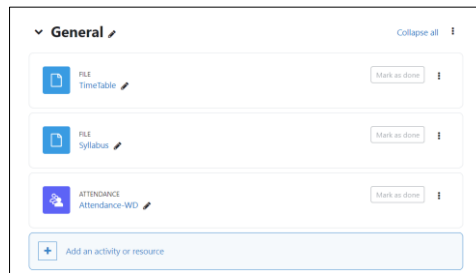 General
Collapse all
FILE
TimeTable
Mark as done
FILE
Syllabus
Mark as done
ATTENDANCE
Attendance-WD
Mark as done
Add an activity or resource